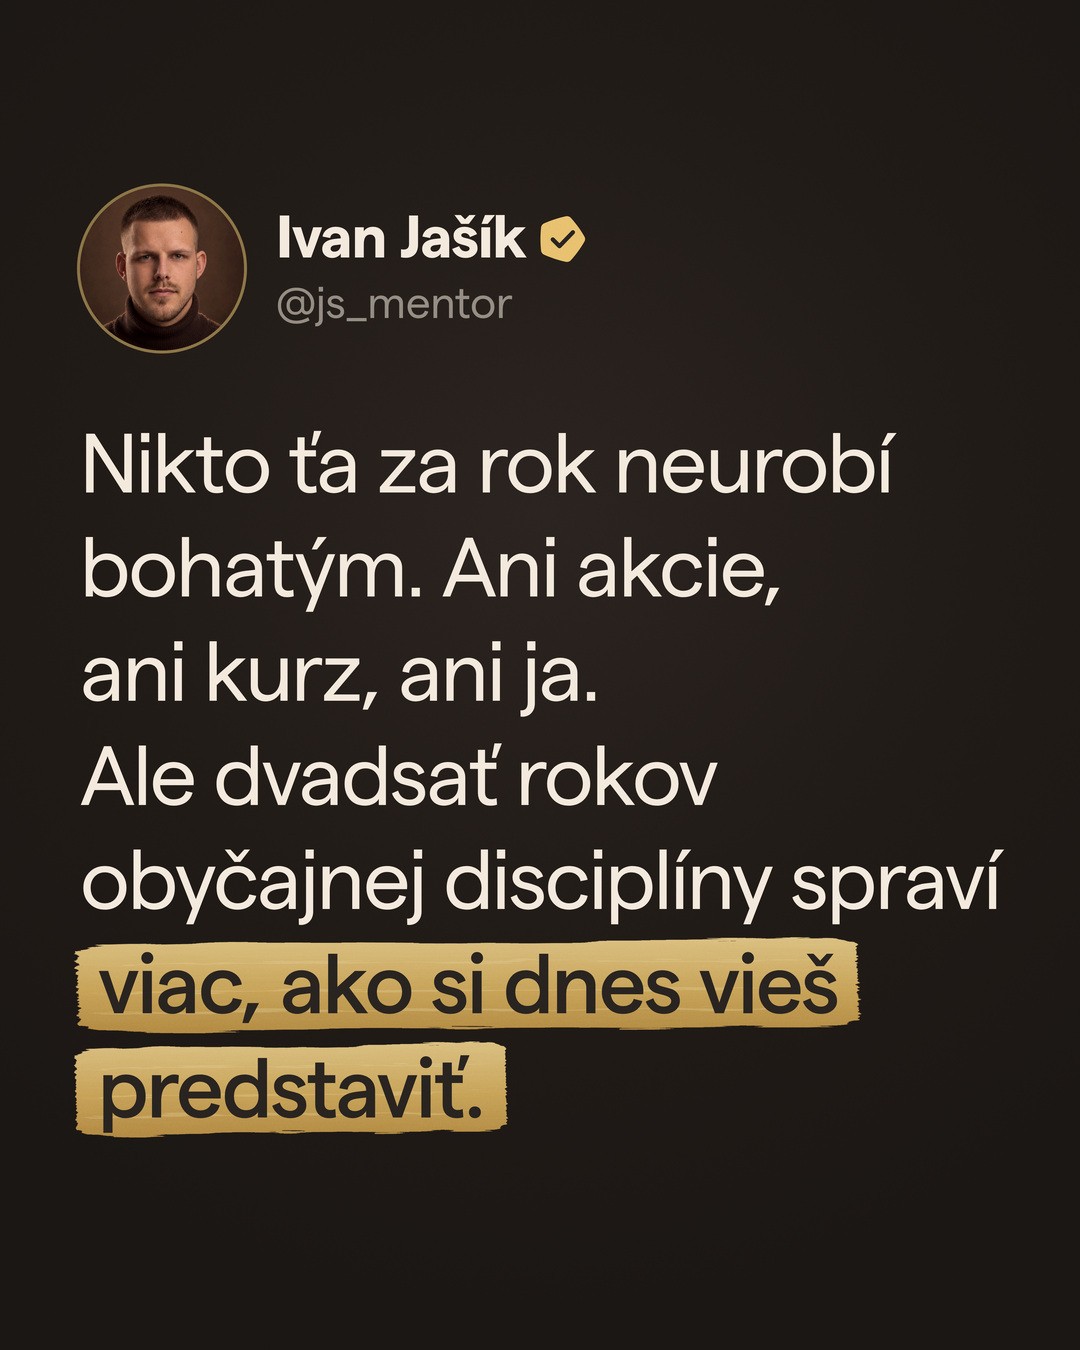 Ivan Jašík
@js_mentor
Nikto ťa za rok neurobí
bohatým. Ani akcie,
ani kurz, ani ja.
Ale dvadsať rokov
obyčajnej disciplíny spraví
viac, ako si dnes vieš
predstaviť.